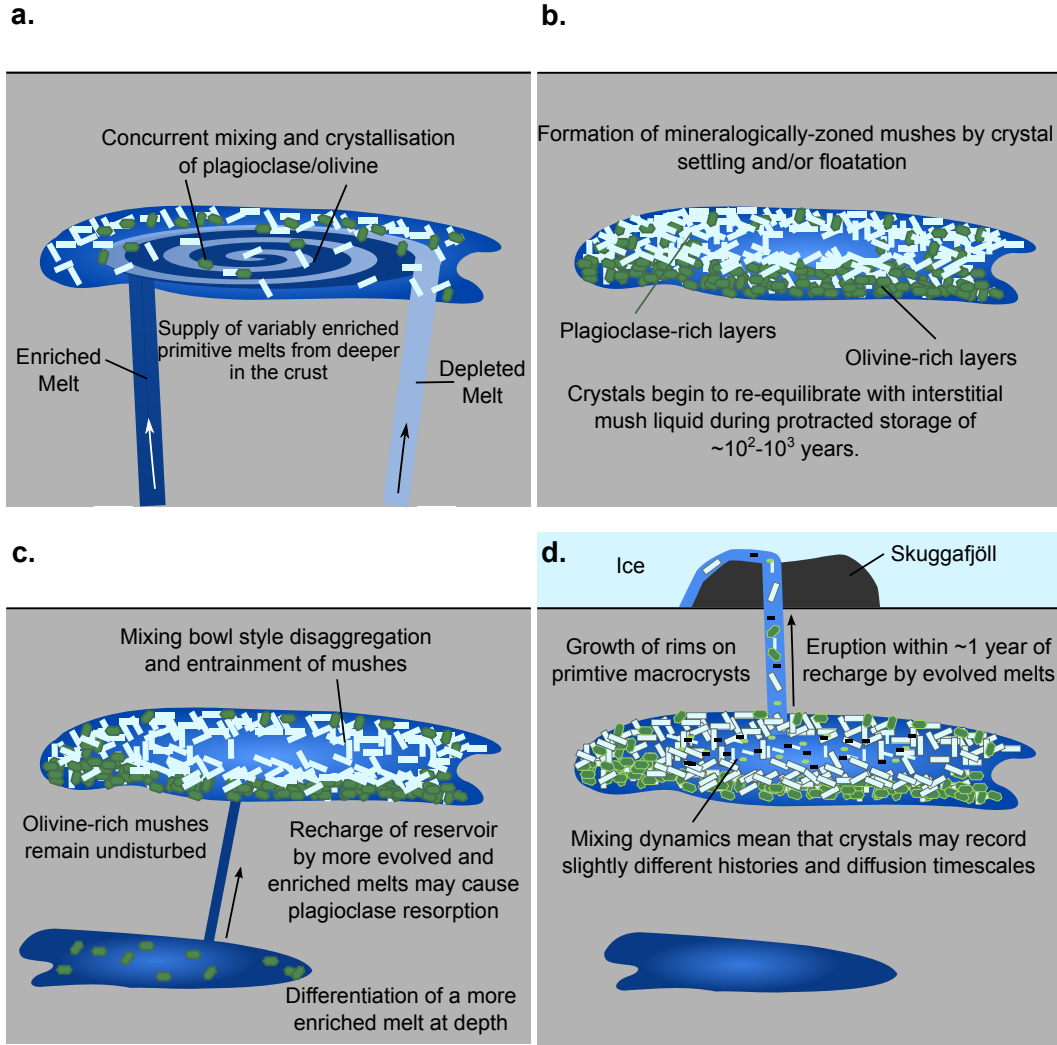 a.
Concurrent mixing and crystallisation
of plagioclase/olivine
Supply of variably enriched
primitive melts from deeper
in the crust
Enriched
Melt
Depleted
Melt
b.
Formation of mineralogically-zoned mushes by crystal
settling and/or floatation
Plagioclase-rich layers
Olivine-rich layers
Crystals begin to re-equilibrate with interstitial
mush liquid during protracted storage of
~10²-10³ years.
c.
Mixing bowl style disaggregation
and entrainment of mushes
Olivine-rich mushes
remain undisturbed
Recharge of reservoir
by more evolved and
enriched melts may cause
plagioclase resorption
Differentiation of a more
enriched melt at depth
d.
Ice
Skuggafjöll
Growth of rims on
primtive macrocrysts
Eruption within ~1 year of
recharge by evolved melts
Mixing dynamics mean that crystals may record
slightly different histories and diffusion timescales